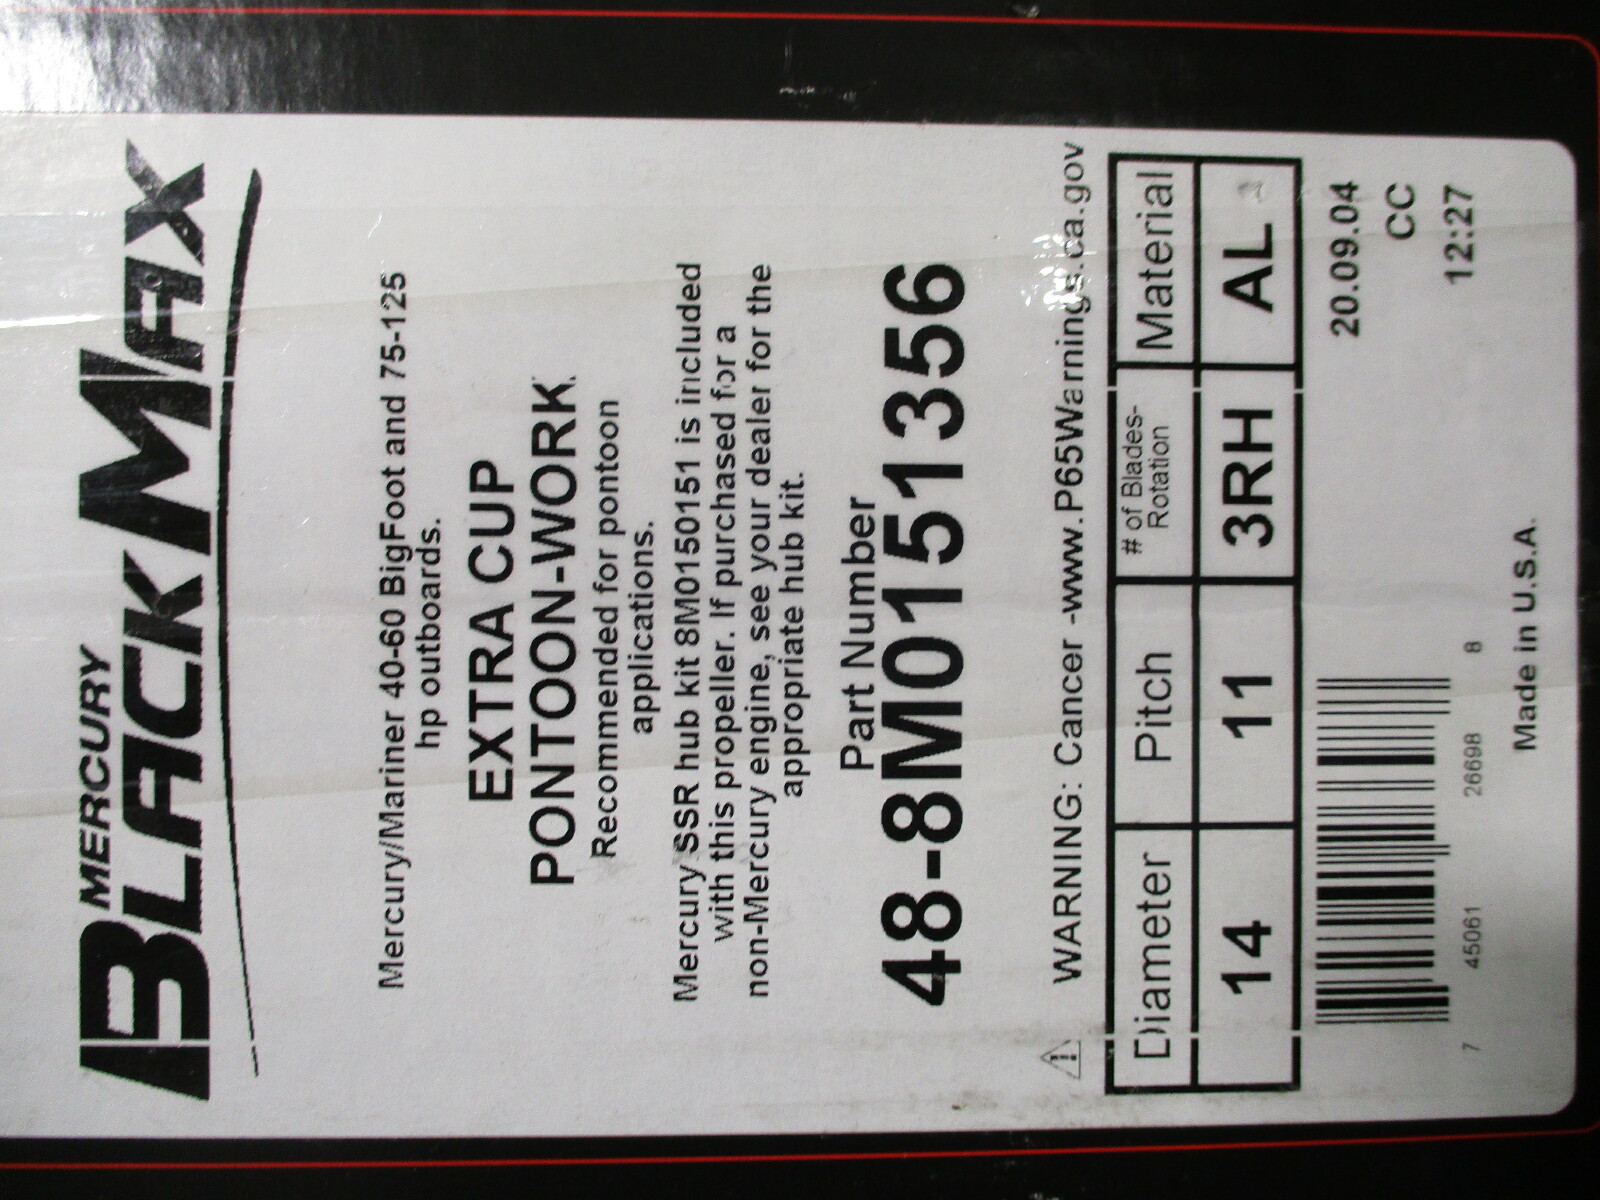 MERCURY
BLACK MAX
Mercury/Mariner 40-60 BigFoot and 75-125
hp outboards.
EXTRA CUP
PONTOON-WORK.
Recommended for pontoon
applications.
Mercury SSR hub kit 8M0150151 is included
with this propeller. If purchased for a
non-Mercury engine, see your dealer for the
appropriate hub kit.
Part Number
48-8M0151356
⚠ WARNING: Cancer -www.P65Warnings.ca.gov
Diameter Pitch # of Blades-Rotation Material
14 11 3RH AL
20.09.04
CC
12:27
7 45061 26698 8
Made in U.S.A.